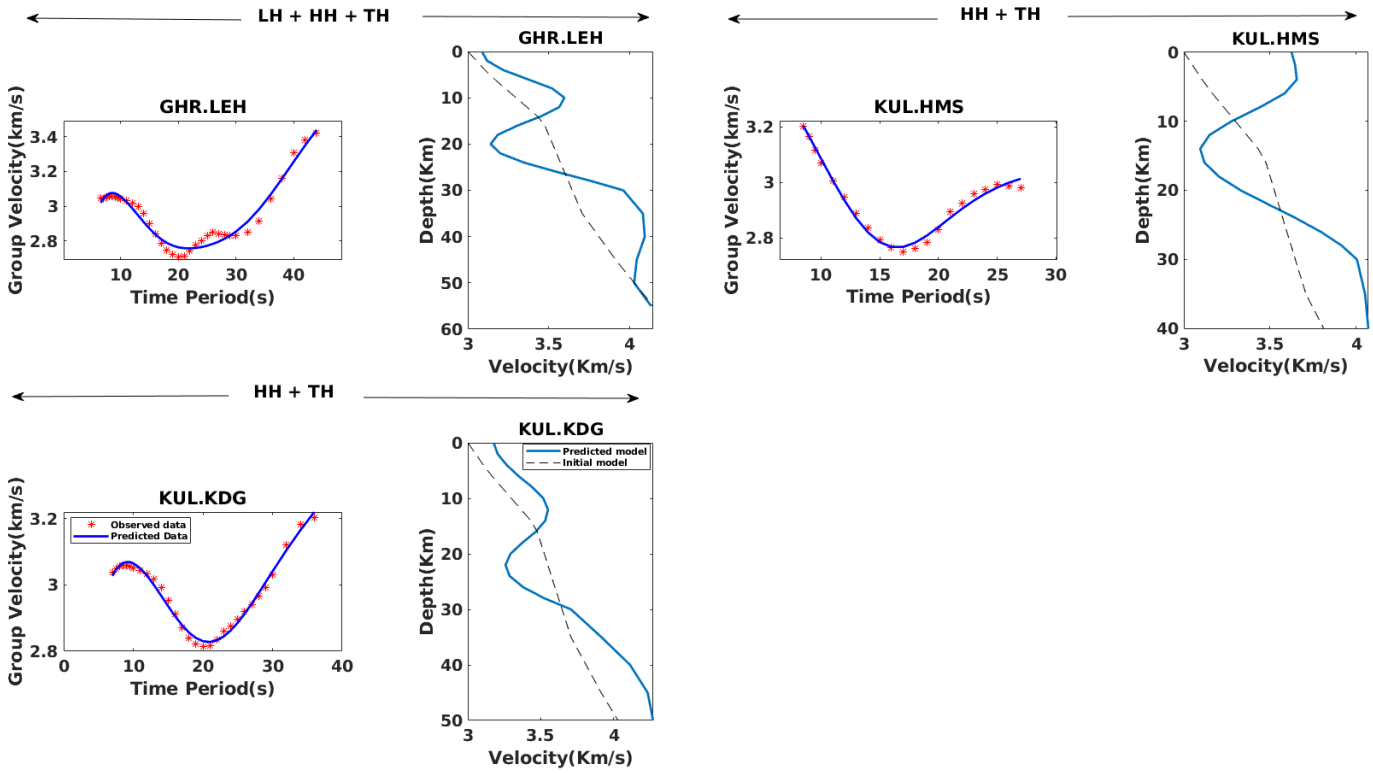 LH + HH + TH
GHR.LEH
Group Velocity(km/s)
3.4
3.2
3
2.8
10 20 30 40
Time Period(s)
GHR.LEH
Depth(Km)
0
10
20
30
40
50
60
3 3.5 4
Velocity(Km/s)
HH + TH
KUL.HMS
Group Velocity(km/s)
3.2
3
2.8
10 15 20 25 30
Time Period(s)
KUL.HMS
Depth(Km)
0
10
20
30
40
3 3.5 4
Velocity(Km/s)
HH + TH
KUL.KDG
Group Velocity(km/s)
3.2
3
2.8
Observed data
Predicted Data
0 10 20 30 40
Time Period(s)
KUL.KDG
Predicted model
Initial model
Depth(Km)
0
10
20
30
40
50
3 3.5 4
Velocity(Km/s)